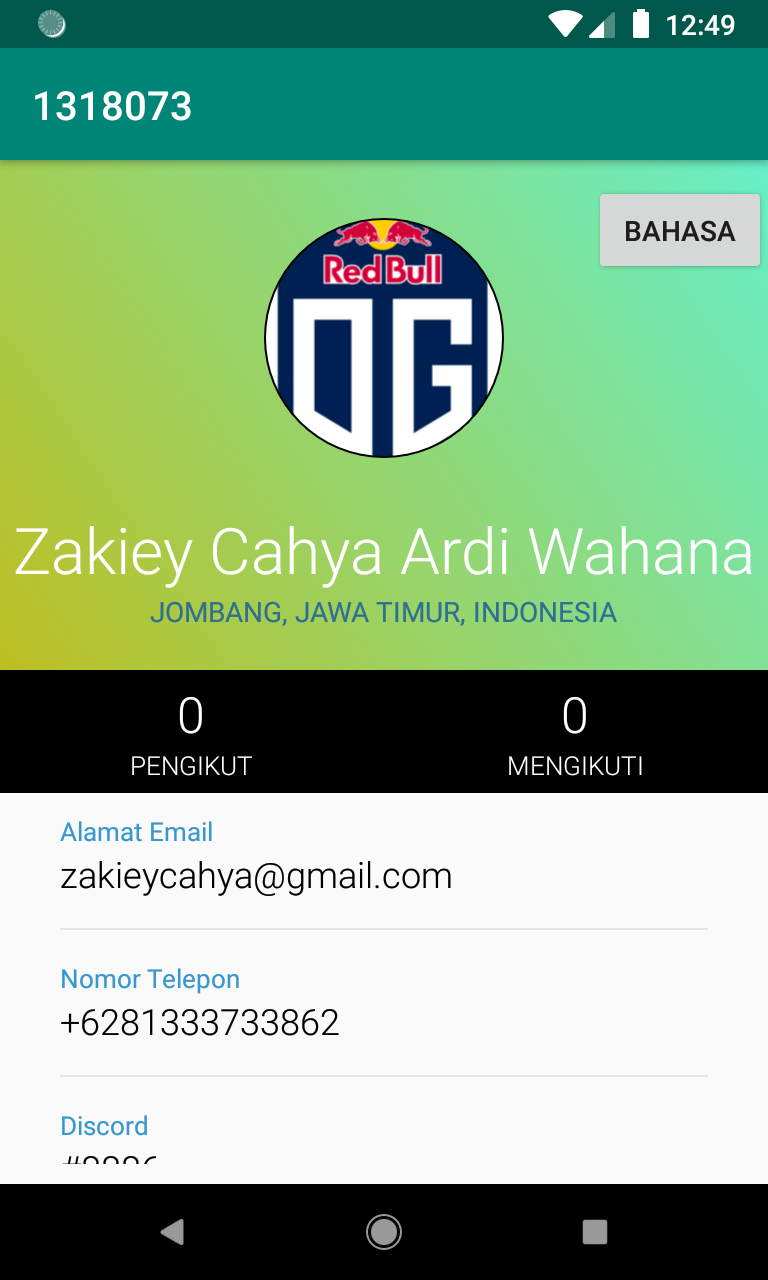 12:49
1318073
BAHASA
Red Bull
OG
Zakiey Cahya Ardi Wahana
JOMBANG, JAWA TIMUR, INDONESIA
0 0
PENGIKUT MENGIKUTI
Alamat Email
zakieycahya@gmail.com
Nomor Telepon
+6281333733862
Discord